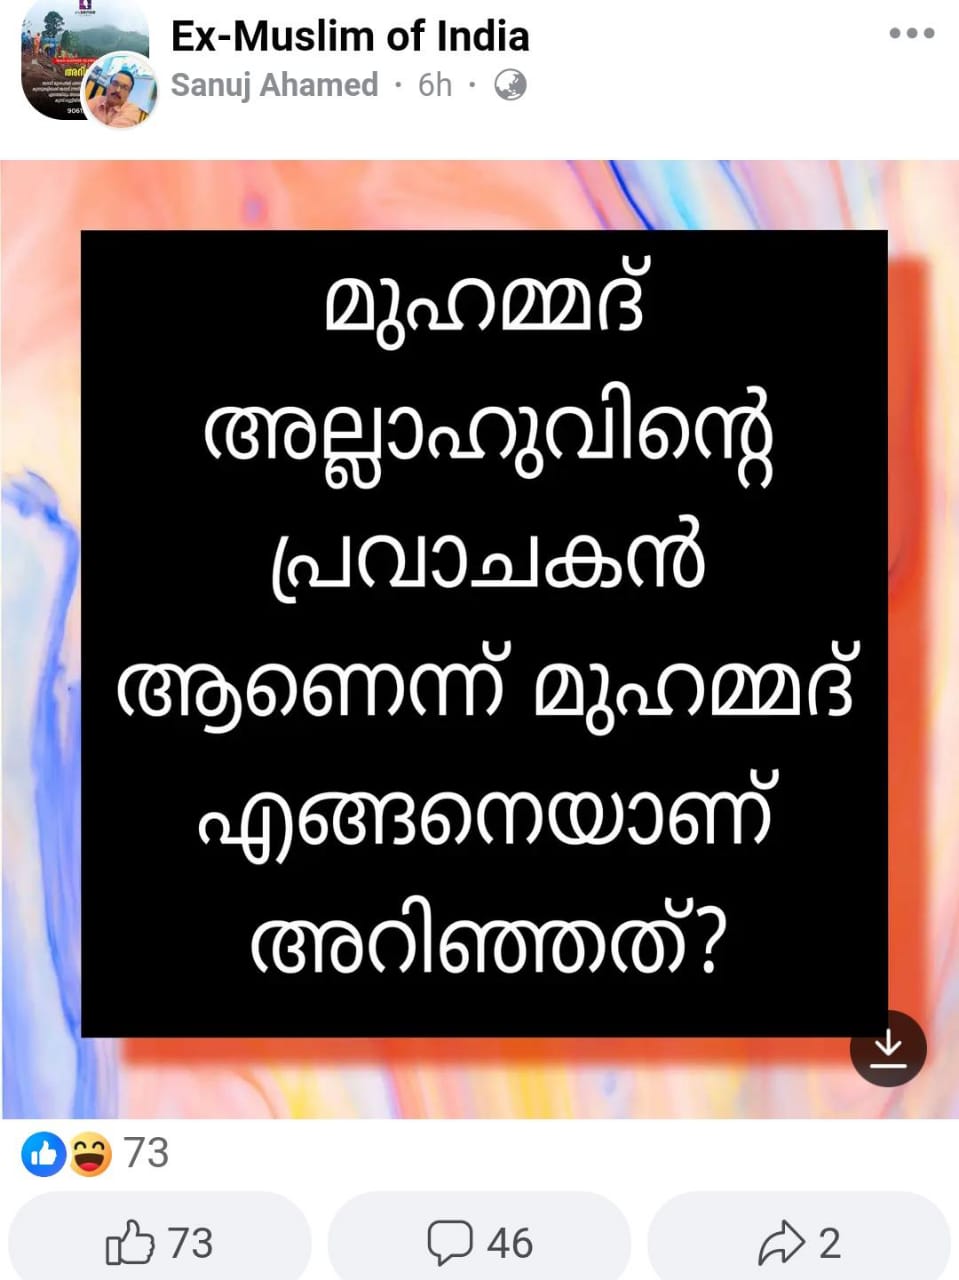 Ex-Muslim of India
Sanuj Ahamed · 6h ·
മുഹമ്മദ്
അല്ലാഹുവിന്റെ
പ്രവാചകൻ
ആണെന്ന് മുഹമ്മദ്
എങ്ങനെയാണ്
അറിഞ്ഞത്?
73
73 46 2